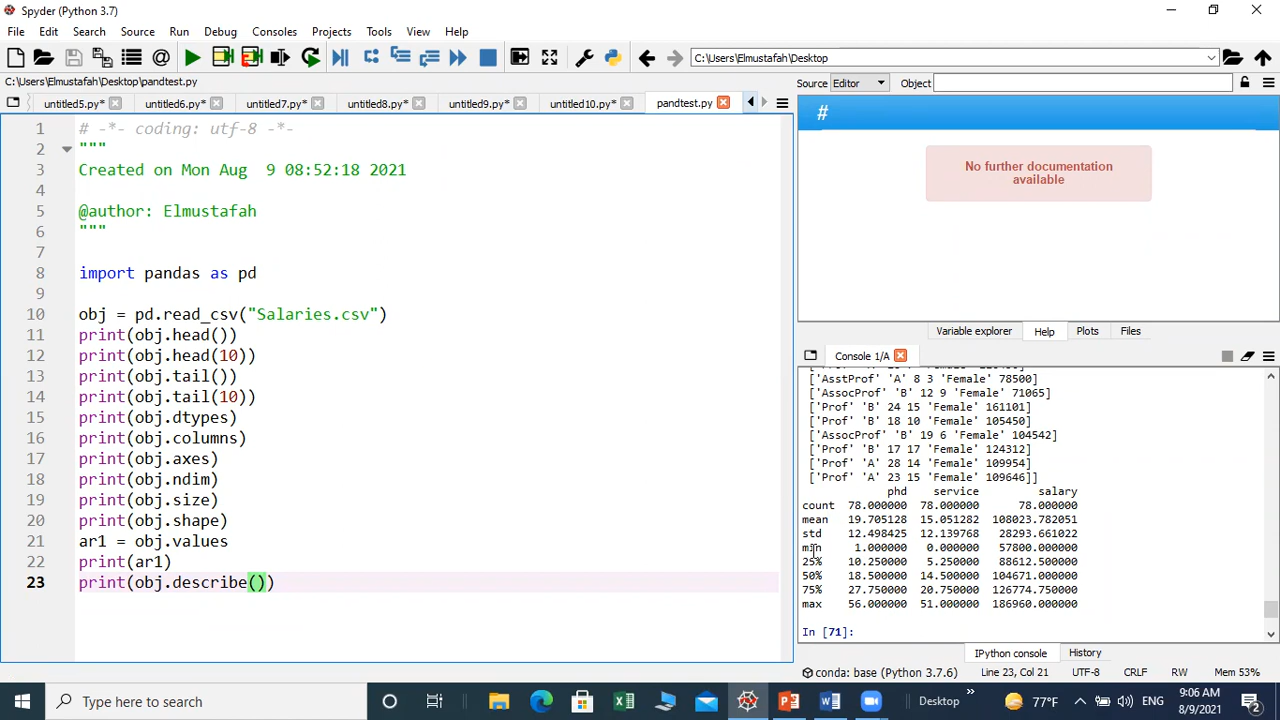 Spyder (Python 3.7)
File Edit Search Source Run Debug Consoles Projects Tools View Help
C:\Users\Elmustafah\Desktop
C:\Users\Elmustafah\Desktop\pandtest.py
Source Editor Object
untitled5.py* untitled6.py* untitled7.py* untitled8.py* untitled9.py* untitled10.py* pandtest.py
1 # -*- coding: utf-8 -*-
2 """
3 Created on Mon Aug  9 08:52:18 2021
4
5 @author: Elmustafah
6 """
7
8 import pandas as pd
9
10 obj = pd.read_csv("Salaries.csv")
11 print(obj.head())
12 print(obj.head(10))
13 print(obj.tail())
14 print(obj.tail(10))
15 print(obj.dtypes)
16 print(obj.columns)
17 print(obj.axes)
18 print(obj.ndim)
19 print(obj.size)
20 print(obj.shape)
21 ar1 = obj.values
22 print(ar1)
23 print(obj.describe())
#
No further documentation
available
Variable explorer Help Plots Files
Console 1/A
['AsstProf' 'A' 8 3 'Female' 78500]
['AssocProf' 'B' 12 9 'Female' 71065]
['Prof' 'B' 24 15 'Female' 161101]
['Prof' 'B' 18 10 'Female' 105450]
['AssocProf' 'B' 19 6 'Female' 104542]
['Prof' 'B' 17 17 'Female' 124312]
['Prof' 'A' 28 14 'Female' 109954]
['Prof' 'A' 23 15 'Female' 109646]]
phd service salary
count 78.000000 78.000000 78.000000
mean 19.705128 15.051282 108023.782051
std 12.498425 12.139768 28293.661022
min 1.000000 0.000000 57800.000000
25% 10.250000 5.250000 88612.500000
50% 18.500000 14.500000 104671.000000
75% 27.750000 20.750000 126774.750000
max 56.000000 51.000000 186960.000000
In [71]:
IPython console History
conda: base (Python 3.7.6) Line 23, Col 21 UTF-8 CRLF RW Mem 53%
Type here to search
Desktop » 77°F ENG
9:06 AM
8/9/2021
2